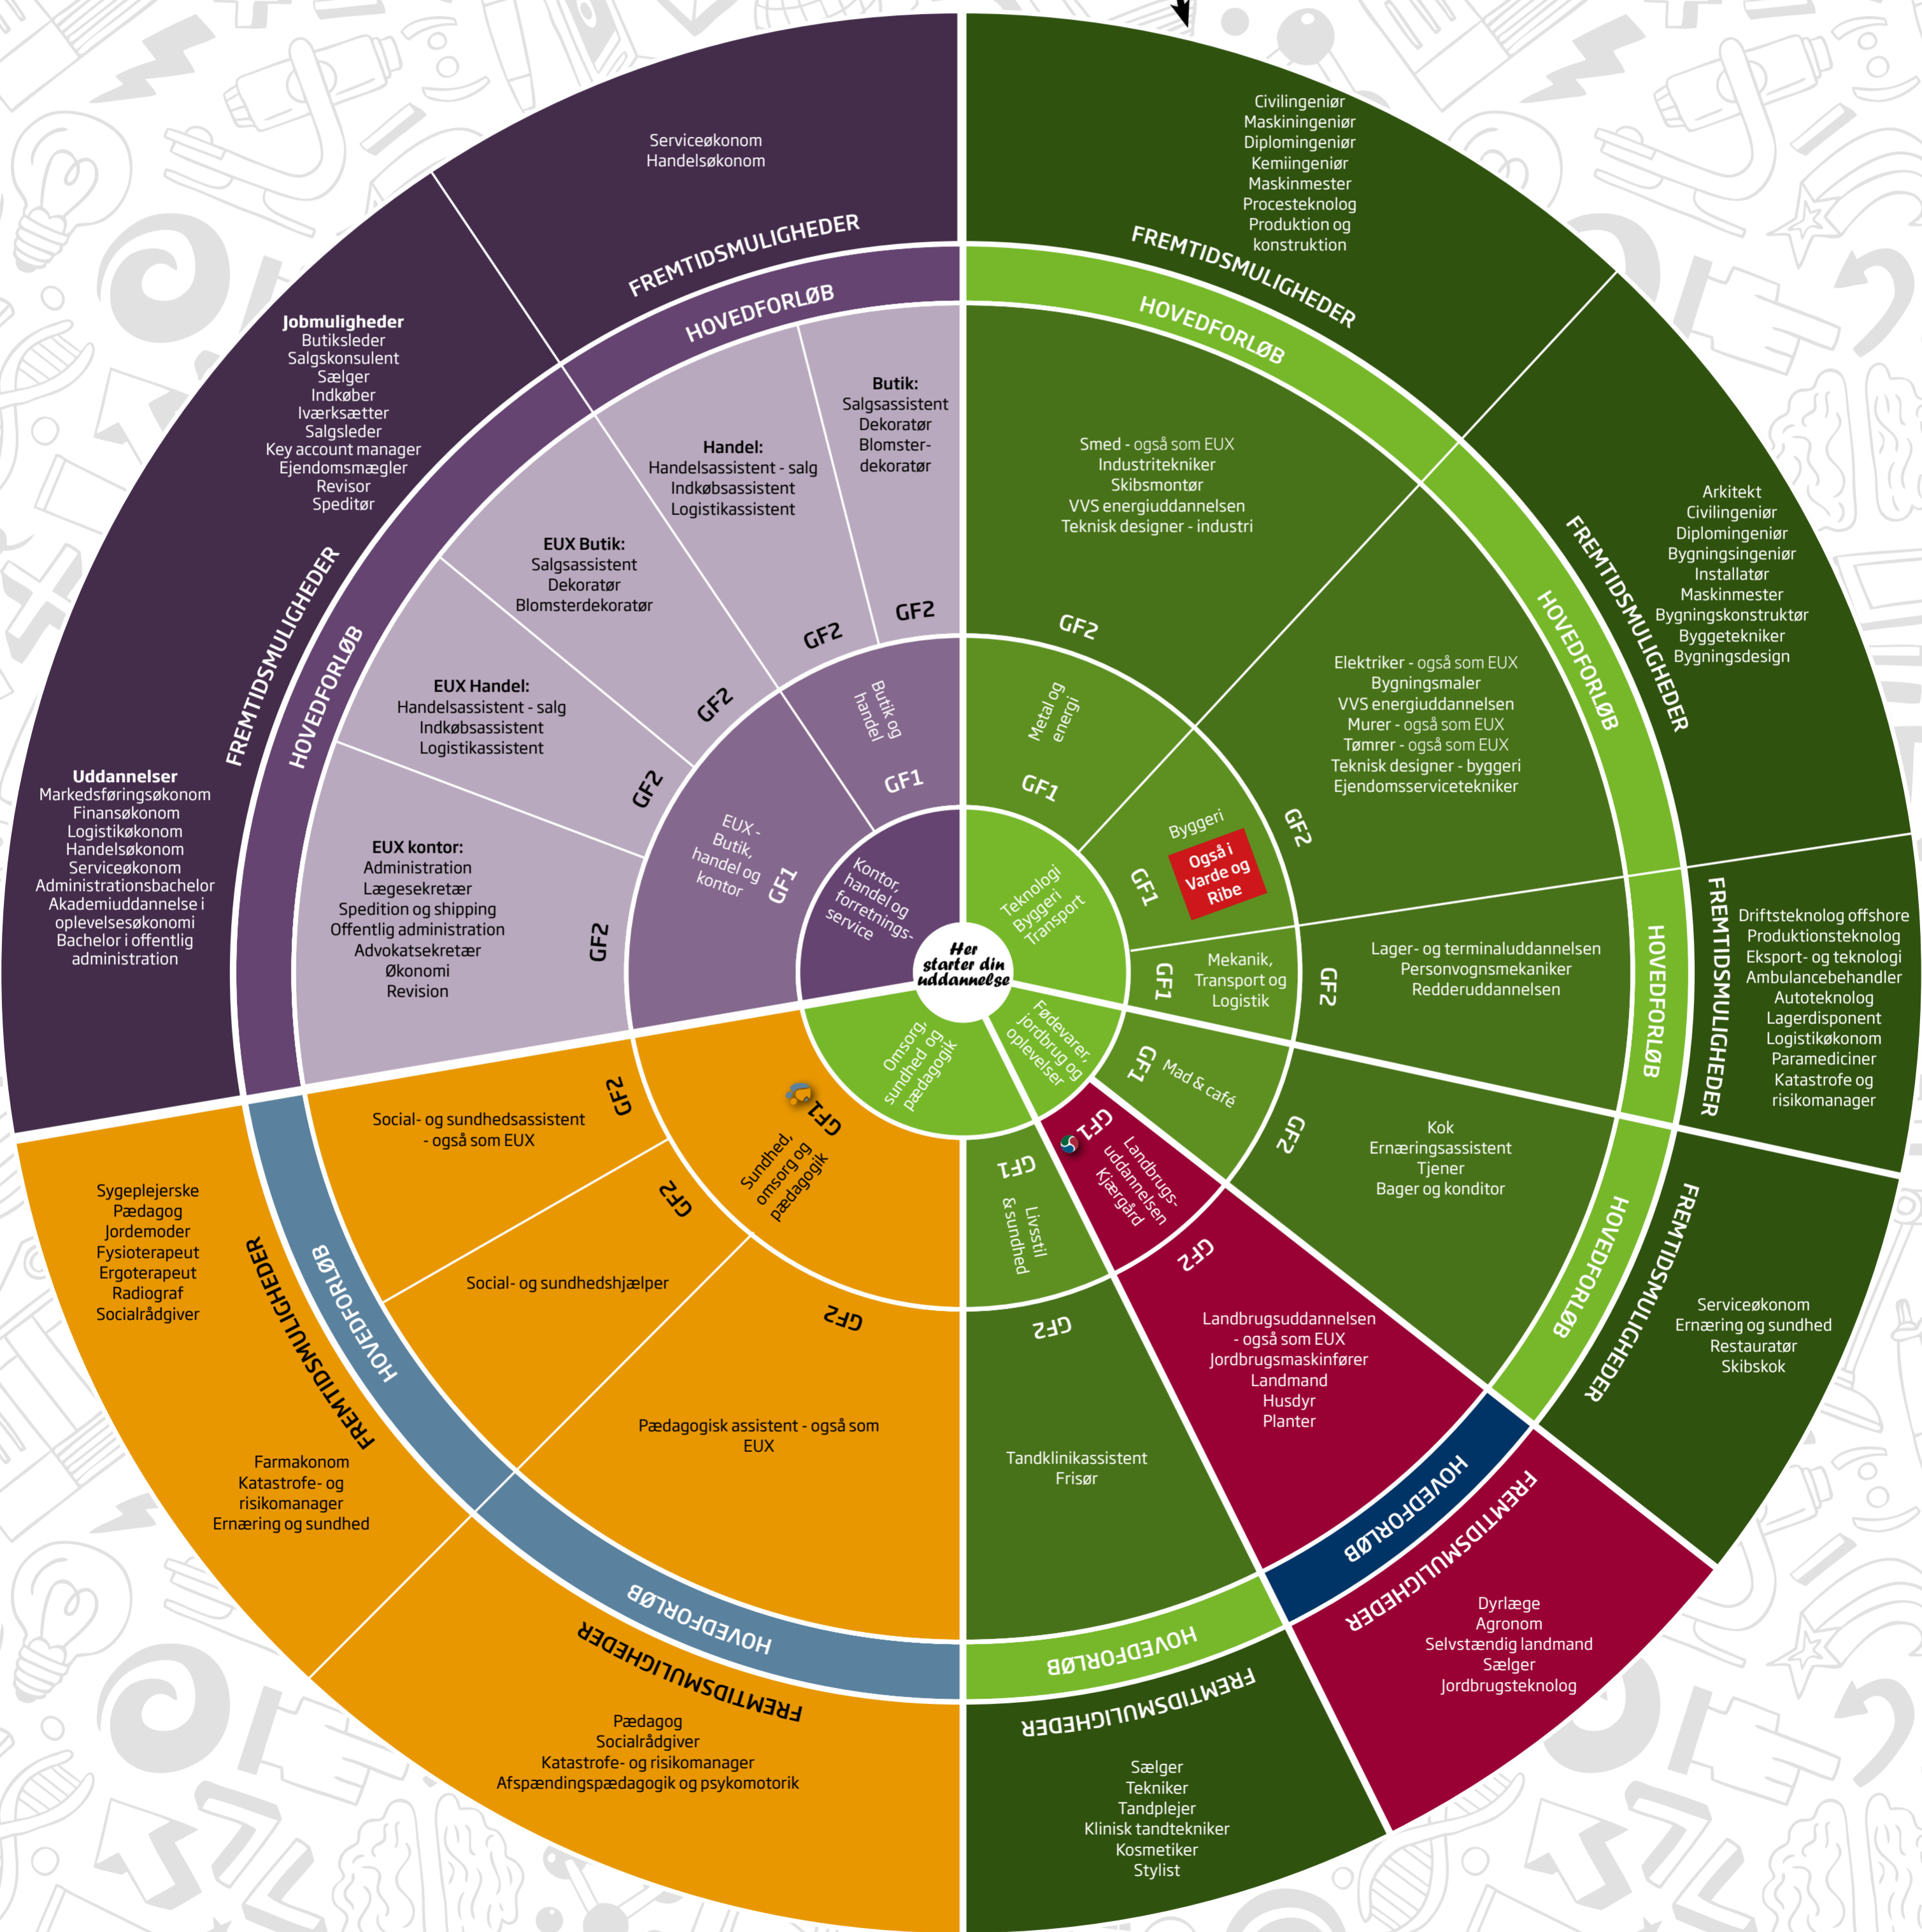 Her
starter din
uddannelse
Teknologi
Byggeri
Transport
GF1
Metal og
energi
GF2
Smed - også som EUX
Industritekniker
Skibsmontør
VVS energiuddannelsen
Teknisk designer - industri
HOVEDFORLØB
FREMTIDSMULIGHEDER
Civilingeniør
Maskiningeniør
Diplomingeniør
Kemiingeniør
Maskinmester
Procesteknolog
Produktion og
konstruktion
GF1
Byggeri
Også i
Varde og
Ribe
GF2
Elektriker - også som EUX
Bygningsmaler
VVS energiuddannelsen
Murer - også som EUX
Tømrer - også som EUX
Teknisk designer - byggeri
Ejendomsservicetekniker
HOVEDFORLØB
FREMTIDSMULIGHEDER
Arkitekt
Civilingeniør
Diplomingeniør
Bygningsingeniør
Installatør
Maskinmester
Bygningskonstruktør
Byggetekniker
Bygningsdesign
GF1
Mekanik,
Transport og
Logistik
GF2
Lager- og terminaluddannelsen
Personvognsmekaniker
Redderuddannelsen
HOVEDFORLØB
FREMTIDSMULIGHEDER
Driftsteknolog offshore
Produktionsteknolog
Eksport- og teknologi
Ambulancebehandler
Autoteknolog
Lagerdisponent
Logistikøkonom
Paramediciner
Katastrofe og
risikomanager
Fødevarer,
jordbrug og
oplevelser
GF1
Mad & café
GF2
Kok
Ernæringsassistent
Tjener
Bager og konditor
HOVEDFORLØB
FREMTIDSMULIGHEDER
Serviceøkonom
Ernæring og sundhed
Restauratør
Skibskok
GF1
Landbrugs-
uddannelsen
Kjærgård
GF2
Landbrugsuddannelsen
- også som EUX
Jordbrugsmaskinfører
Landmand
Husdyr
Planter
HOVEDFORLØB
FREMTIDSMULIGHEDER
Dyrlæge
Agronom
Selvstændig landmand
Sælger
Jordbrugsteknolog
Omsorg,
sundhed og
pædagogik
GF1
Livsstil
& sundhed
GF2
Tandklinikassistent
Frisør
HOVEDFORLØB
FREMTIDSMULIGHEDER
Sælger
Tekniker
Tandplejer
Klinisk tandtekniker
Kosmetiker
Stylist
GF1
Sundhed,
omsorg og
pædagogik
GF2
Pædagogisk assistent - også som
EUX
HOVEDFORLØB
FREMTIDSMULIGHEDER
Pædagog
Socialrådgiver
Katastrofe- og risikomanager
Afspændingspædagogik og psykomotorik
GF2
Social- og sundhedshjælper
GF2
Social- og sundhedsassistent
- også som EUX
HOVEDFORLØB
FREMTIDSMULIGHEDER
Sygeplejerske
Pædagog
Jordemoder
Fysioterapeut
Ergoterapeut
Radiograf
Socialrådgiver
Farmakonom
Katastrofe- og
risikomanager
Ernæring og sundhed
Kontor,
handel og
forretnings-
service
GF1
EUX -
Butik,
handel og
kontor
GF2
EUX kontor:
Administration
Lægesekretær
Spedition og shipping
Offentlig administration
Advokatsekretær
Økonomi
Revision
GF2
EUX Handel:
Handelsassistent - salg
Indkøbsassistent
Logistikassistent
GF2
EUX Butik:
Salgsassistent
Dekoratør
Blomsterdekoratør
HOVEDFORLØB
FREMTIDSMULIGHEDER
Jobmuligheder
Butiksleder
Salgskonsulent
Sælger
Indkøber
Iværksætter
Salgsleder
Key account manager
Ejendomsmægler
Revisor
Speditør
Uddannelser
Markedsføringsøkonom
Finansøkonom
Logistikøkonom
Handelsøkonom
Serviceøkonom
Administrationsbachelor
Akademiuddannelse i
oplevelsesøkonomi
Bachelor i offentlig
administration
GF1
Butik og
handel
GF2
Handel:
Handelsassistent - salg
Indkøbsassistent
Logistikassistent
GF2
Butik:
Salgsassistent
Dekoratør
Blomster-
dekoratør
HOVEDFORLØB
FREMTIDSMULIGHEDER
Serviceøkonom
Handelsøkonom